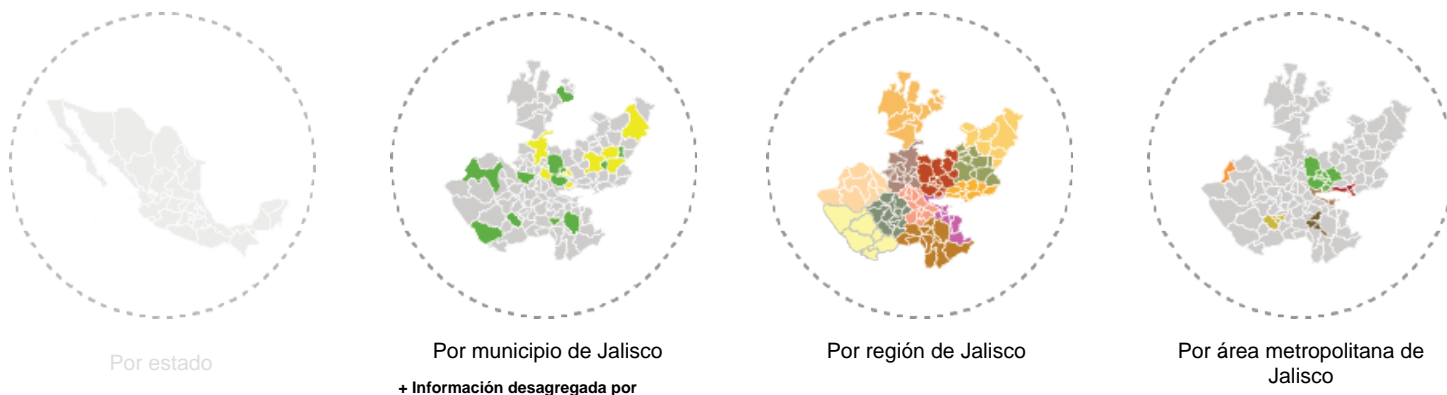 Por estado
Por municipio de Jalisco
+ Información desagregada por
Por región de Jalisco
Por área metropolitana de
Jalisco